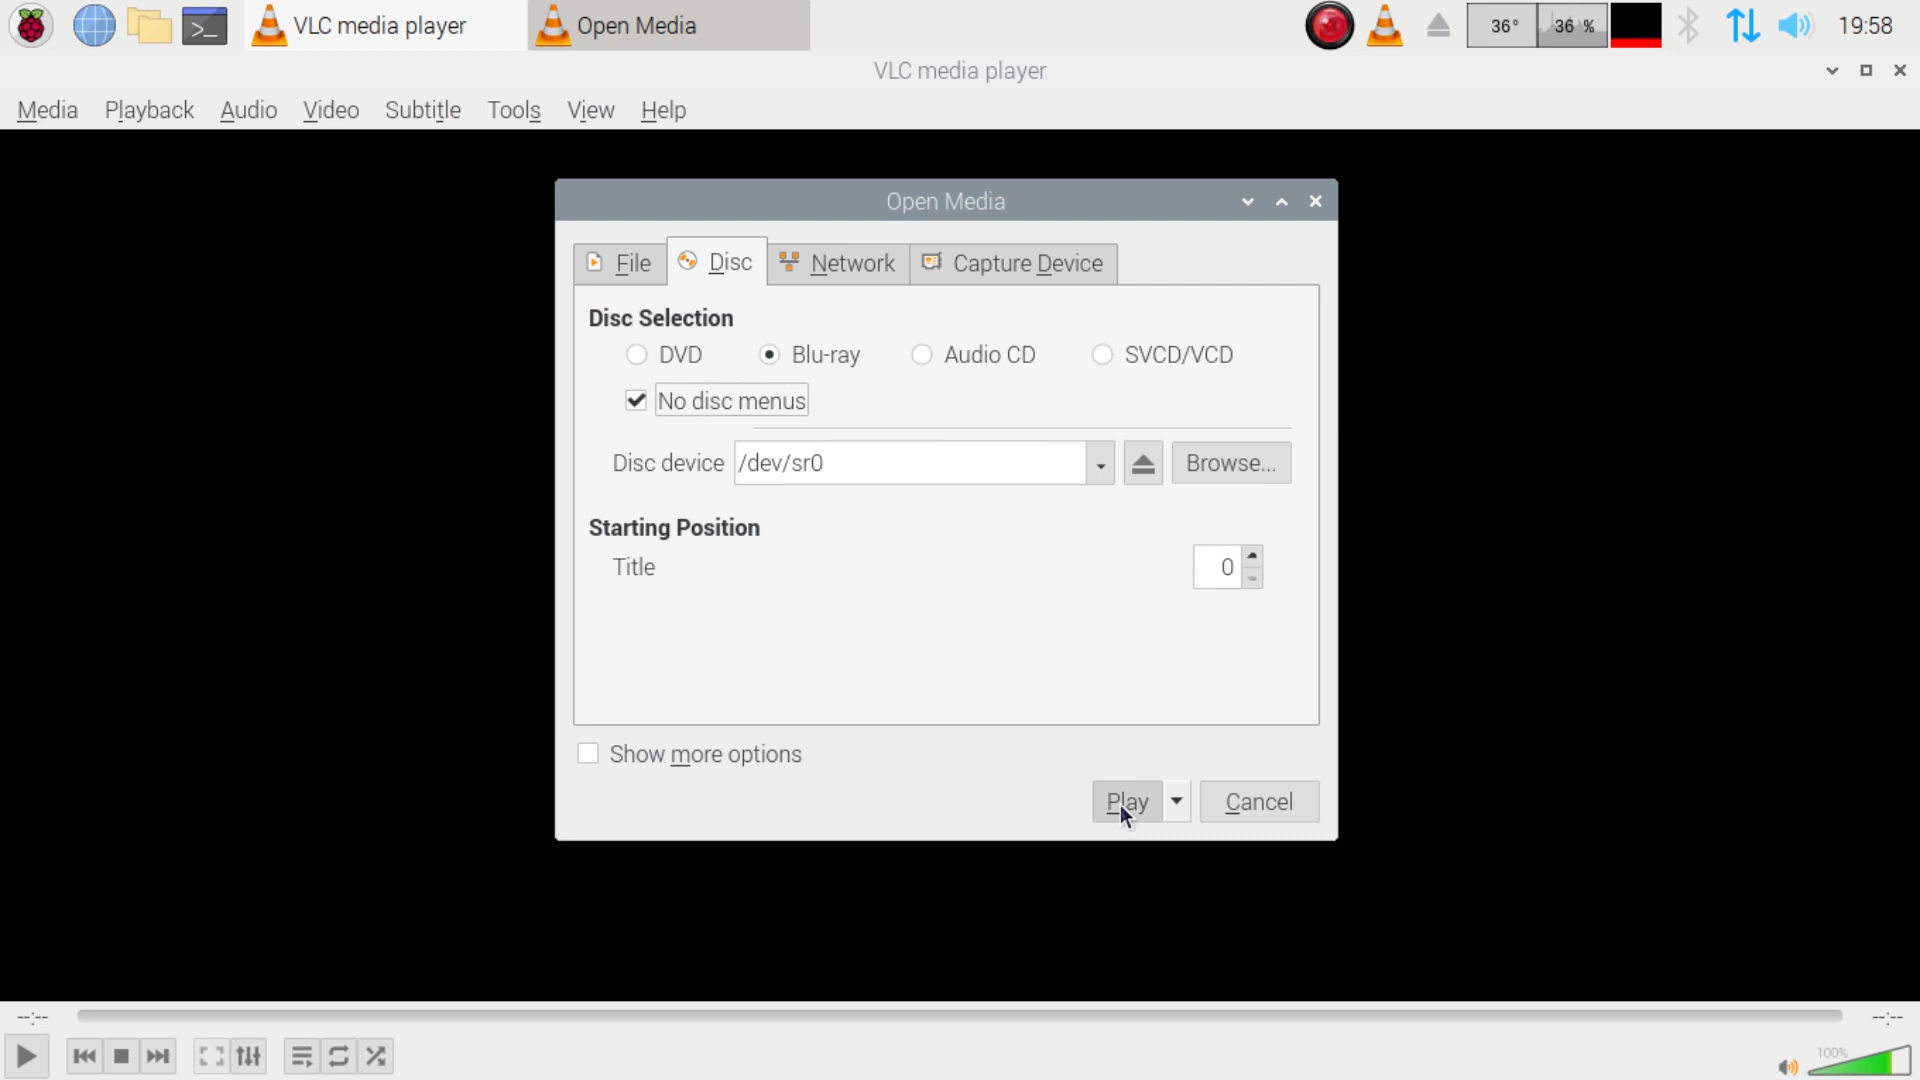 VLC media player
Open Media
36°
36 %
19:58
VLC media player
Media Playback Audio Video Subtitle Tools View Help
Open Media
File Disc Network Capture Device
Disc Selection
DVD Blu-ray Audio CD SVCD/VCD
No disc menus
Disc device /dev/sr0 Browse...
Starting Position
Title 0
Show more options
Play Cancel
--:-- --:--
100%